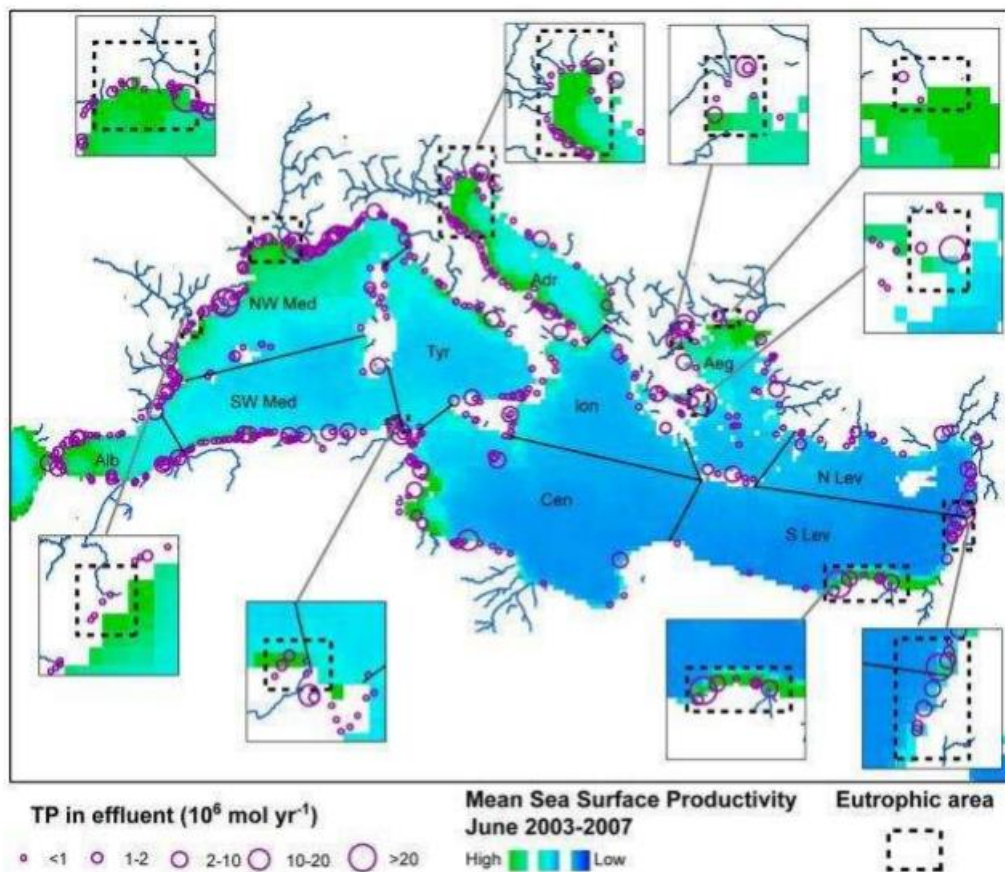 NW Med
Adr
Tyr
Aeg
SW Med
Ion
Alb
Cen
N Lev
S Lev
TP in effluent (10⁶ mol yr⁻¹)
<1 1-2 2-10 10-20 >20
Mean Sea Surface Productivity
June 2003-2007
High Low
Eutrophic area